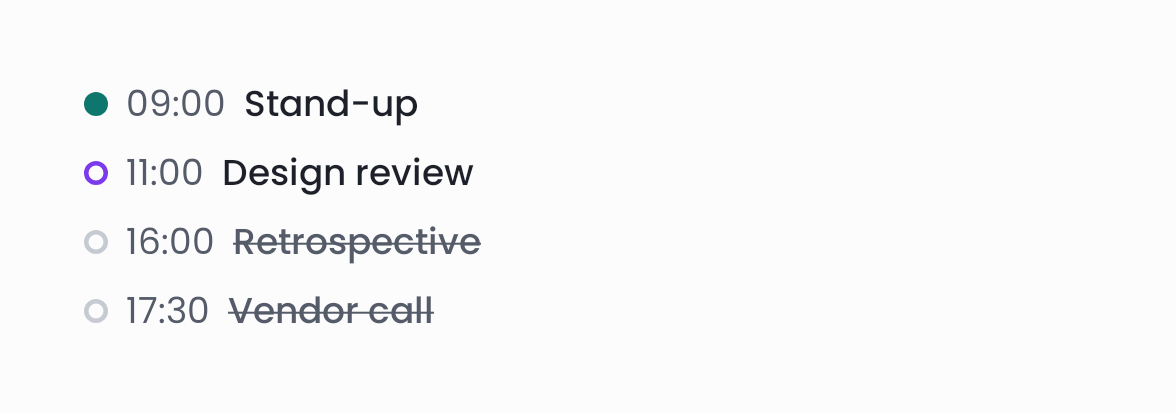 09:00 Stand-up
11:00 Design review
16:00 Retrospective
17:30 Vendor call